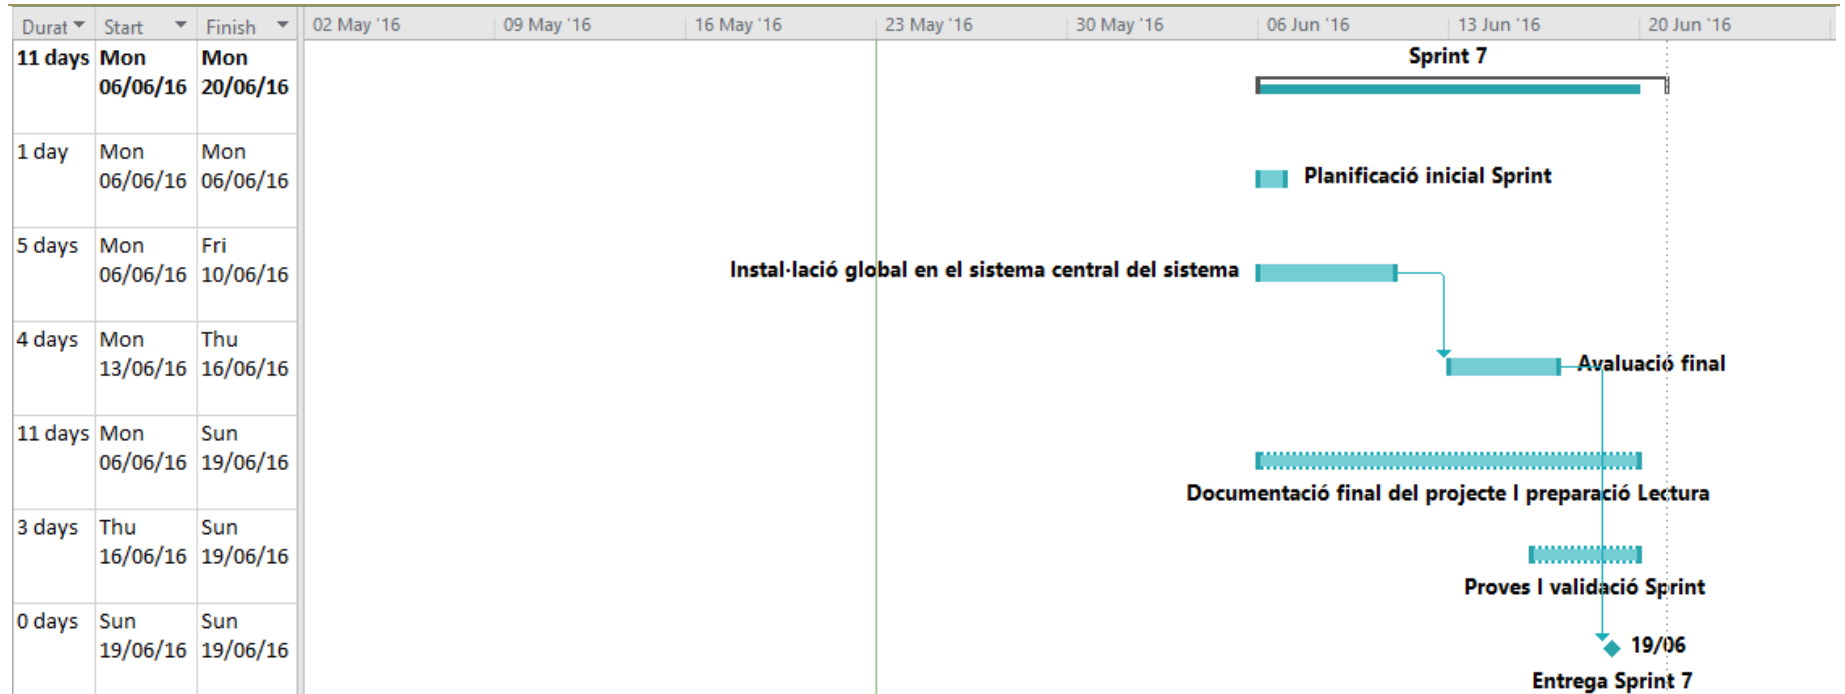 Durat Start Finish 02 May '16 09 May '16 16 May '16 23 May '16 30 May '16 06 Jun '16 13 Jun '16 20 Jun '16
11 days Mon Mon Sprint 7
06/06/16 20/06/16
1 day Mon Mon Planificació inicial Sprint
06/06/16 06/06/16
5 days Mon Fri Instal·lació global en el sistema central del sistema
06/06/16 10/06/16
4 days Mon Thu Avaluació final
13/06/16 16/06/16
11 days Mon Sun
06/06/16 19/06/16
Documentació final del projecte I preparació Lectura
3 days Thu Sun
16/06/16 19/06/16
Proves I validació Sprint
0 days Sun Sun
19/06/16 19/06/16 19/06
Entrega Sprint 7